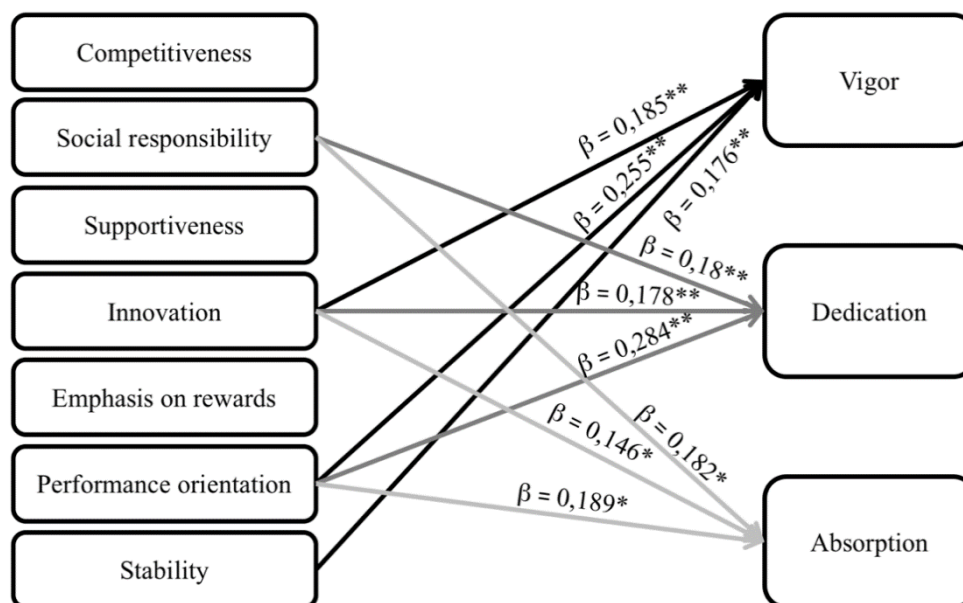 Competitiveness
Social responsibility
Supportiveness
Innovation
Emphasis on rewards
Performance orientation
Stability
β = 0,185**
β = 0,255**
β = 0,176**
β = 0,18**
β = 0,178**
β = 0,284**
β = 0,146*
β = 0,182*
β = 0,189*
Vigor
Dedication
Absorption